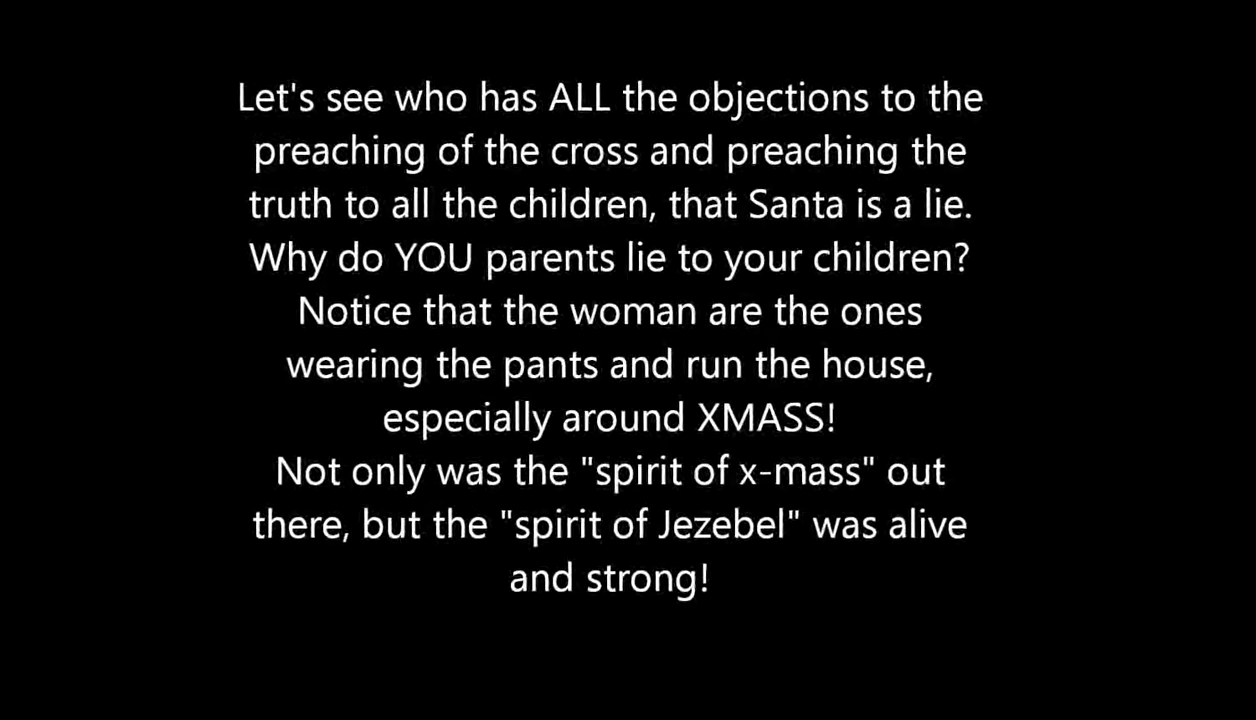 Let's see who has ALL the objections to the
preaching of the cross and preaching the
truth to all the children, that Santa is a lie.
Why do YOU parents lie to your children?
Notice that the woman are the ones
wearing the pants and run the house,
especially around XMASS!
Not only was the "spirit of x-mass" out
there, but the "spirit of Jezebel" was alive
and strong!